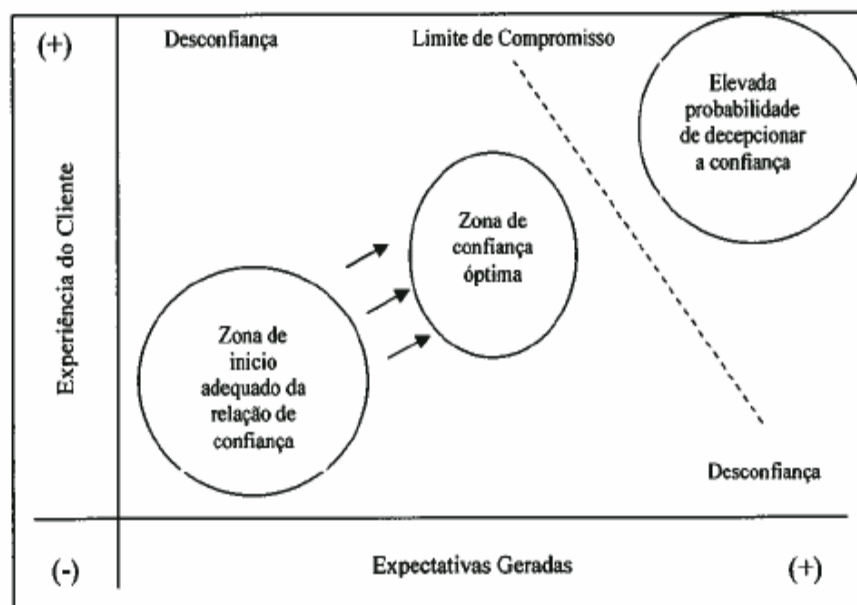 (+)
Desconfiança
Limite de Compromisso
Elevada
probabilidade
de decepcionar
a confiança
Experiência do Cliente
Zona de
confiança
óptima
Zona de
inicio
adequado da
relação de
confiança
Desconfiança
(-)
Expectativas Geradas
(+)